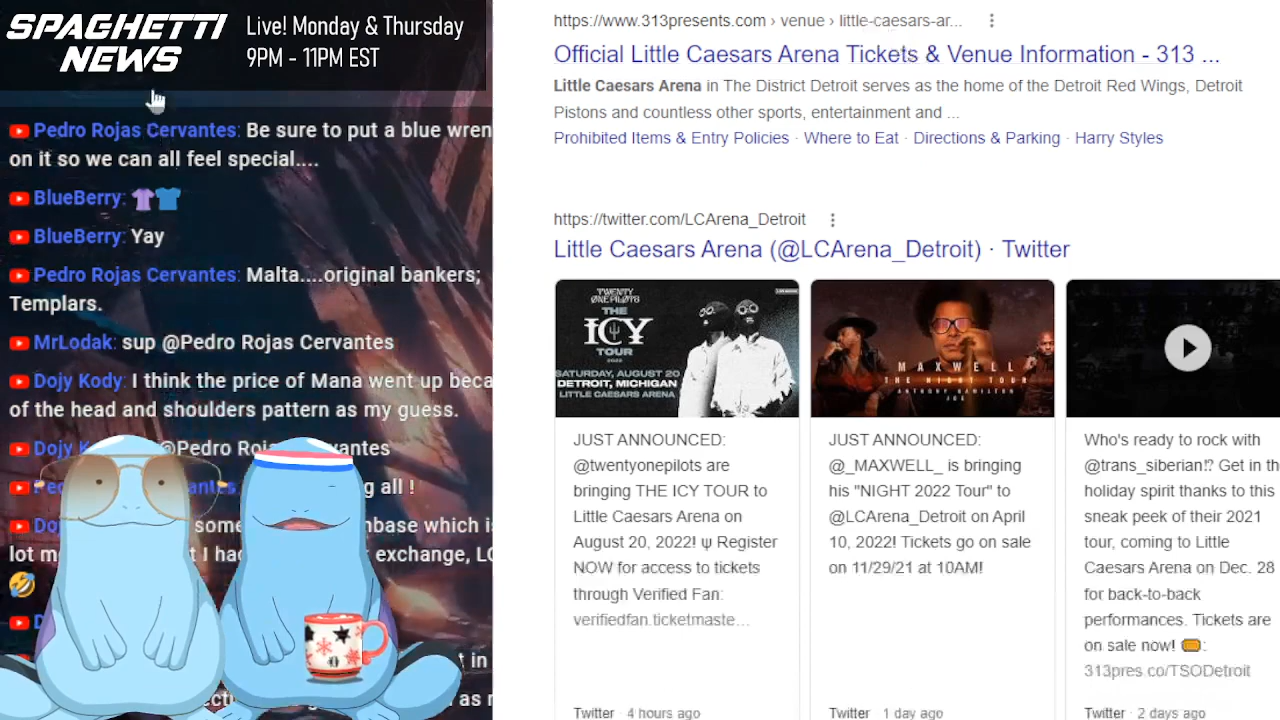 SPAGHETTI
NEWS
Live! Monday & Thursday
9PM - 11PM EST
Pedro Rojas Cervantes: Be sure to put a blue wren
on it so we can all feel special....
BlueBerry:
BlueBerry: Yay
Pedro Rojas Cervantes: Malta....original bankers;
Templars.
MrLodak: sup @Pedro Rojas Cervantes
Dojy Kody: I think the price of Mana went up beca
of the head and shoulders pattern as my guess.
Dojy @Pedro Rojas Cervantes
all !
some nbase which is
lot exchange,
https://www.313presents.com › venue › little-caesars-ar...
Official Little Caesars Arena Tickets & Venue Information - 313 ...
Little Caesars Arena in The District Detroit serves as the home of the Detroit Red Wings, Detroit
Pistons and countless other sports, entertainment and ...
Prohibited Items & Entry Policies · Where to Eat · Directions & Parking · Harry Styles
https://twitter.com/LCArena_Detroit
Little Caesars Arena (@LCArena_Detroit) · Twitter
TWENTY
ONE PILOTS
THE
ICY
TOUR
2022
SATURDAY, AUGUST 20
DETROIT, MICHIGAN
LITTLE CAESARS ARENA
JUST ANNOUNCED:
@twentyonepilots are
bringing THE ICY TOUR to
Little Caesars Arena on
August 20, 2022! ψ Register
NOW for access to tickets
through Verified Fan:
verifiedfan.ticketmaste...
Twitter · 4 hours ago
MAXWELL
THE NIGHT TOUR
ANTHONY HAMILTON
JOE
JUST ANNOUNCED:
@_MAXWELL_ is bringing
his "NIGHT 2022 Tour" to
@LCArena_Detroit on April
10, 2022! Tickets go on sale
on 11/29/21 at 10AM!
Twitter · 1 day ago
Who's ready to rock with
@trans_siberian!? Get in th
holiday spirit thanks to this
sneak peek of their 2021
tour, coming to Little
Caesars Arena on Dec. 28
for back-to-back
performances. Tickets are
on sale now! :
313pres.co/TSODetroit
Twitter · 2 days ago